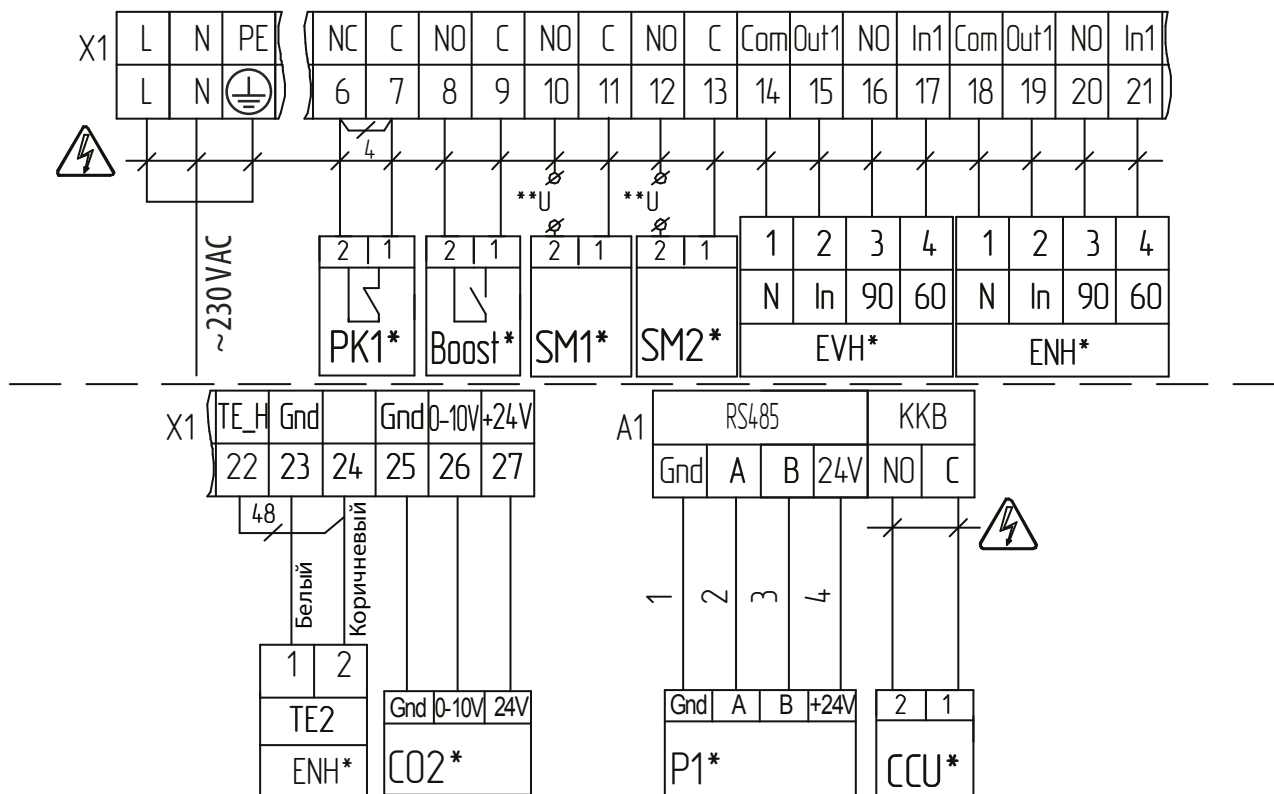 X1 L N PE NC C NO C NO C NO C Com Out1 NO In1 Com Out1 NO In1
L N 6 7 8 9 10 11 12 13 14 15 16 17 18 19 20 21
4
**U **U
~230 VAC
2 1 2 1 2 1 2 1 1 2 3 4 1 2 3 4
N In 90 60 N In 90 60
PK1* Boost* SM1* SM2* EVH* ENH*
X1 TE_H Gnd Gnd 0-10V +24V
22 23 24 25 26 27
48
Белый
Коричневый
1 2
TE2
ENH*
Gnd 0-10V 24V
CO2*
A1 RS485 KKB
Gnd A B 24V NO C
1 2 3 4
Gnd A B +24V 2 1
P1* CCU*